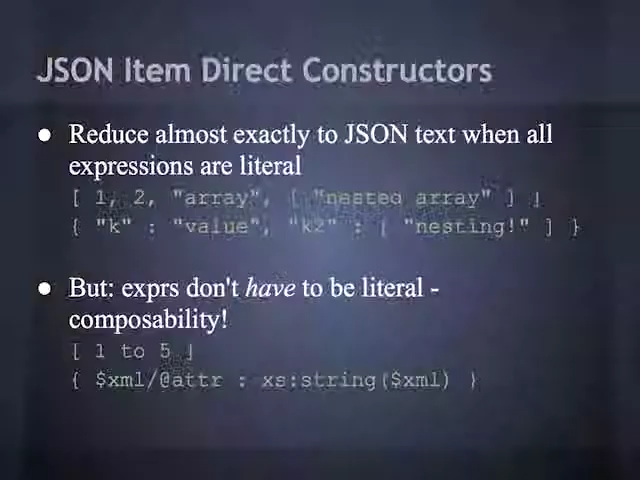 JSON Item Direct Constructors
● Reduce almost exactly to JSON text when all
expressions are literal
[ 1, 2, "array", [ "nested array" ] ]
{ "k" : "value", "k2" : [ "nesting!" ] }
● But: exprs don't have to be literal -
composability!
[ 1 to 5 ]
{ $xml/@attr : xs:string($xml) }